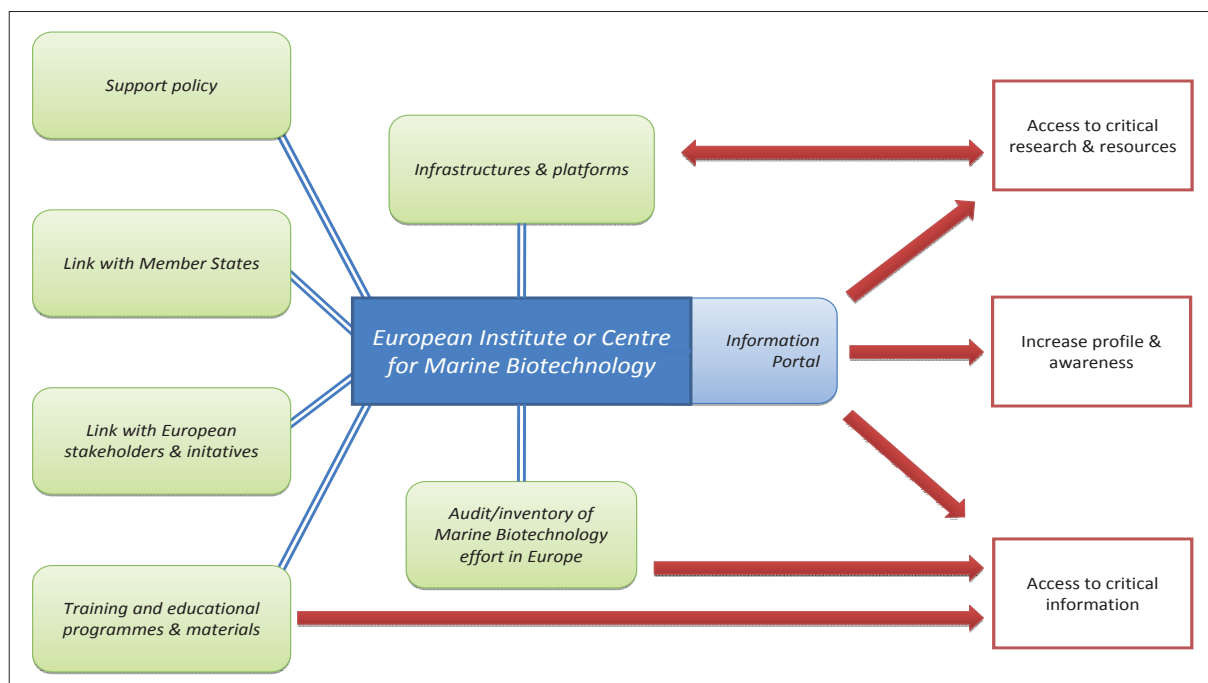 Support policy
Infrastructures & platforms
Access to critical
research & resources
Link with Member States
European Institute or Centre
for Marine Biotechnology
Information
Portal
Increase profile &
awareness
Link with European
stakeholders & initatives
Audit/inventory of
Marine Biotechnology
effort in Europe
Training and educational
programmes & materials
Access to critical
information